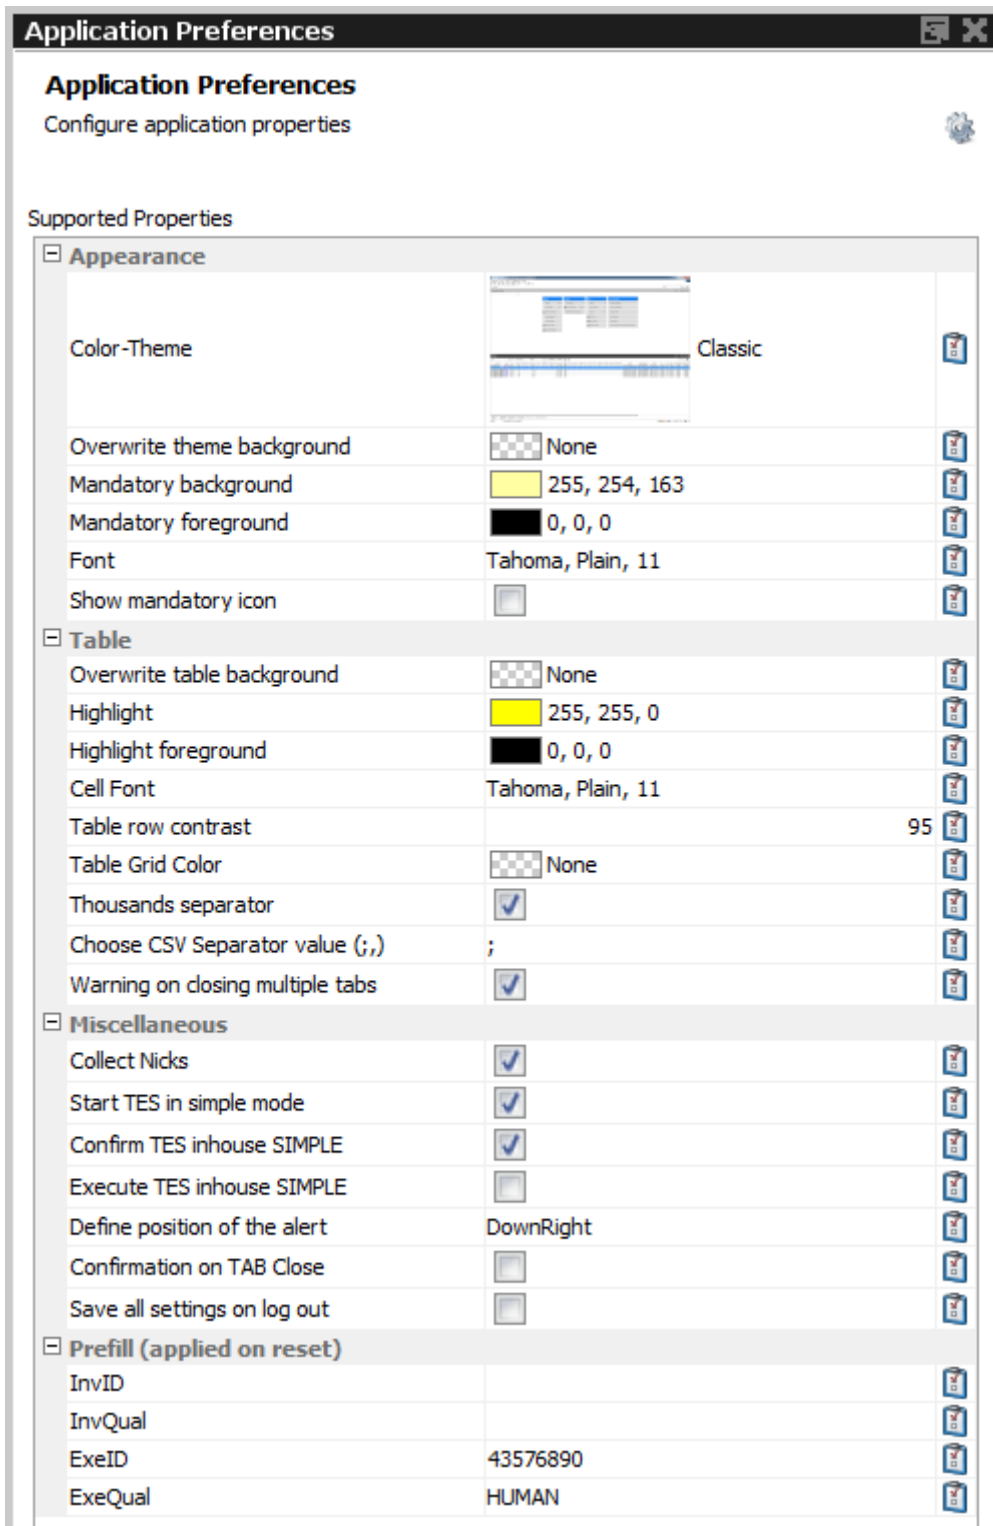 Application Preferences
Application Preferences
Configure application properties
Supported Properties
Appearance
Color-Theme Classic
Overwrite theme background None
Mandatory background 255, 254, 163
Mandatory foreground 0, 0, 0
Font Tahoma, Plain, 11
Show mandatory icon
Table
Overwrite table background None
Highlight 255, 255, 0
Highlight foreground 0, 0, 0
Cell Font Tahoma, Plain, 11
Table row contrast 95
Table Grid Color None
Thousands separator
Choose CSV Separator value (;,) ;
Warning on closing multiple tabs
Miscellaneous
Collect Nicks
Start TES in simple mode
Confirm TES inhouse SIMPLE
Execute TES inhouse SIMPLE
Define position of the alert DownRight
Confirmation on TAB Close
Save all settings on log out
Prefill (applied on reset)
InvID
InvQual
ExeID 43576890
ExeQual HUMAN